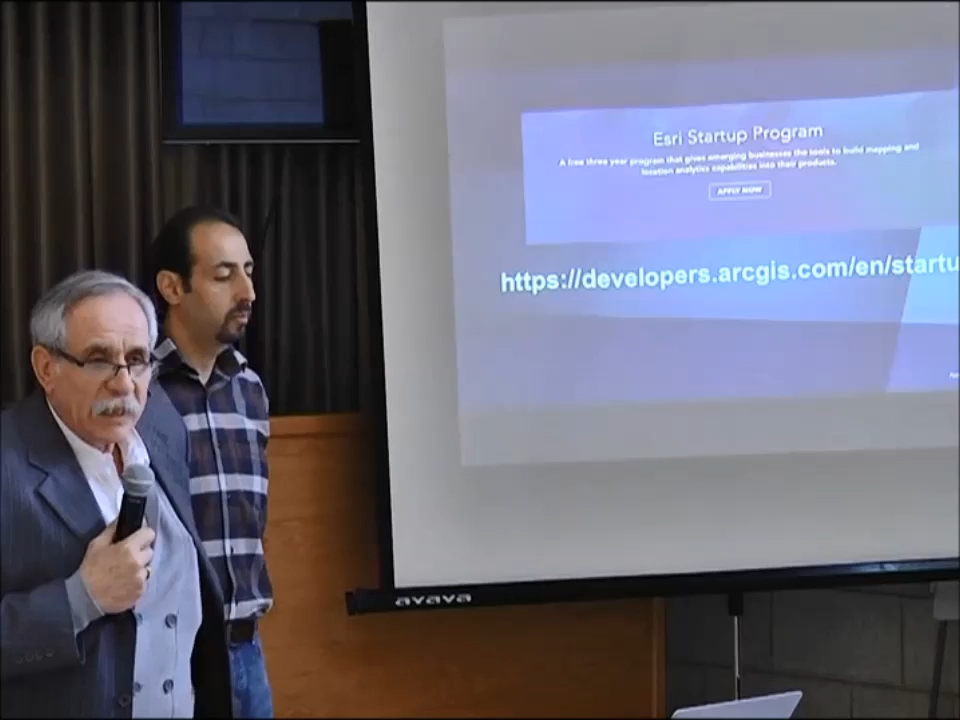 Esri Startup Program
A free three year program that gives emerging businesses the tools to build mapping and
location analytics capabilities into their products.
APPLY NOW
https://developers.arcgis.com/en/startu
avaya